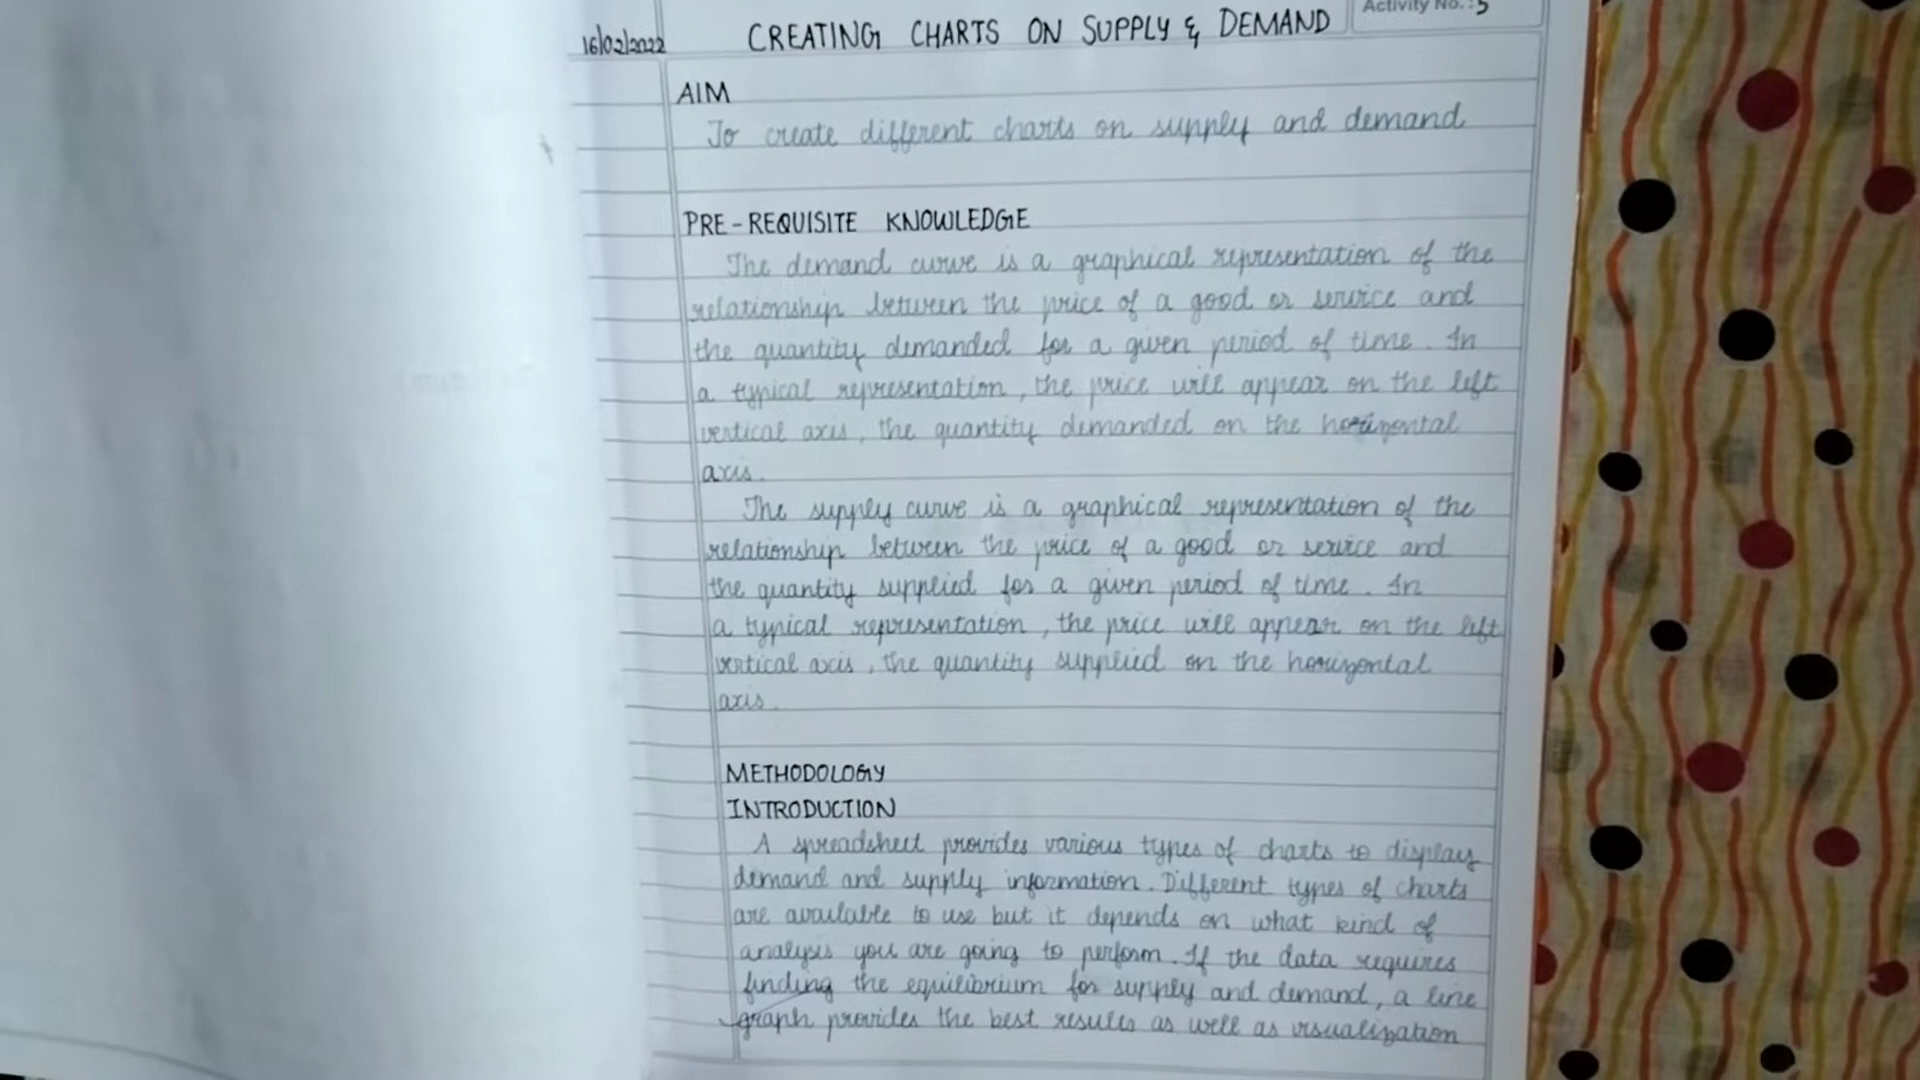 Activity No. : 5
16/02/2022 CREATING CHARTS ON SUPPLY & DEMAND
AIM
To create different charts on supply and demand
PRE-REQUISITE KNOWLEDGE
The demand curve is a graphical representation of the
relationship between the price of a good or service and
the quantity demanded for a given period of time. In
a typical representation, the price will appear on the left
vertical axis, the quantity demanded on the horizontal
axis.
The supply curve is a graphical representation of the
relationship between the price of a good or service and
the quantity supplied for a given period of time. In
a typical representation, the price will appear on the left
vertical axis, the quantity supplied on the horizontal
axis.
METHODOLOGY
INTRODUCTION
A spreadsheet provides various types of charts to display
demand and supply information. Different types of charts
are available to use but it depends on what kind of
analysis you are going to perform. If the data requires
finding the equilibrium for supply and demand, a line
graph provides the best results as well as visualization